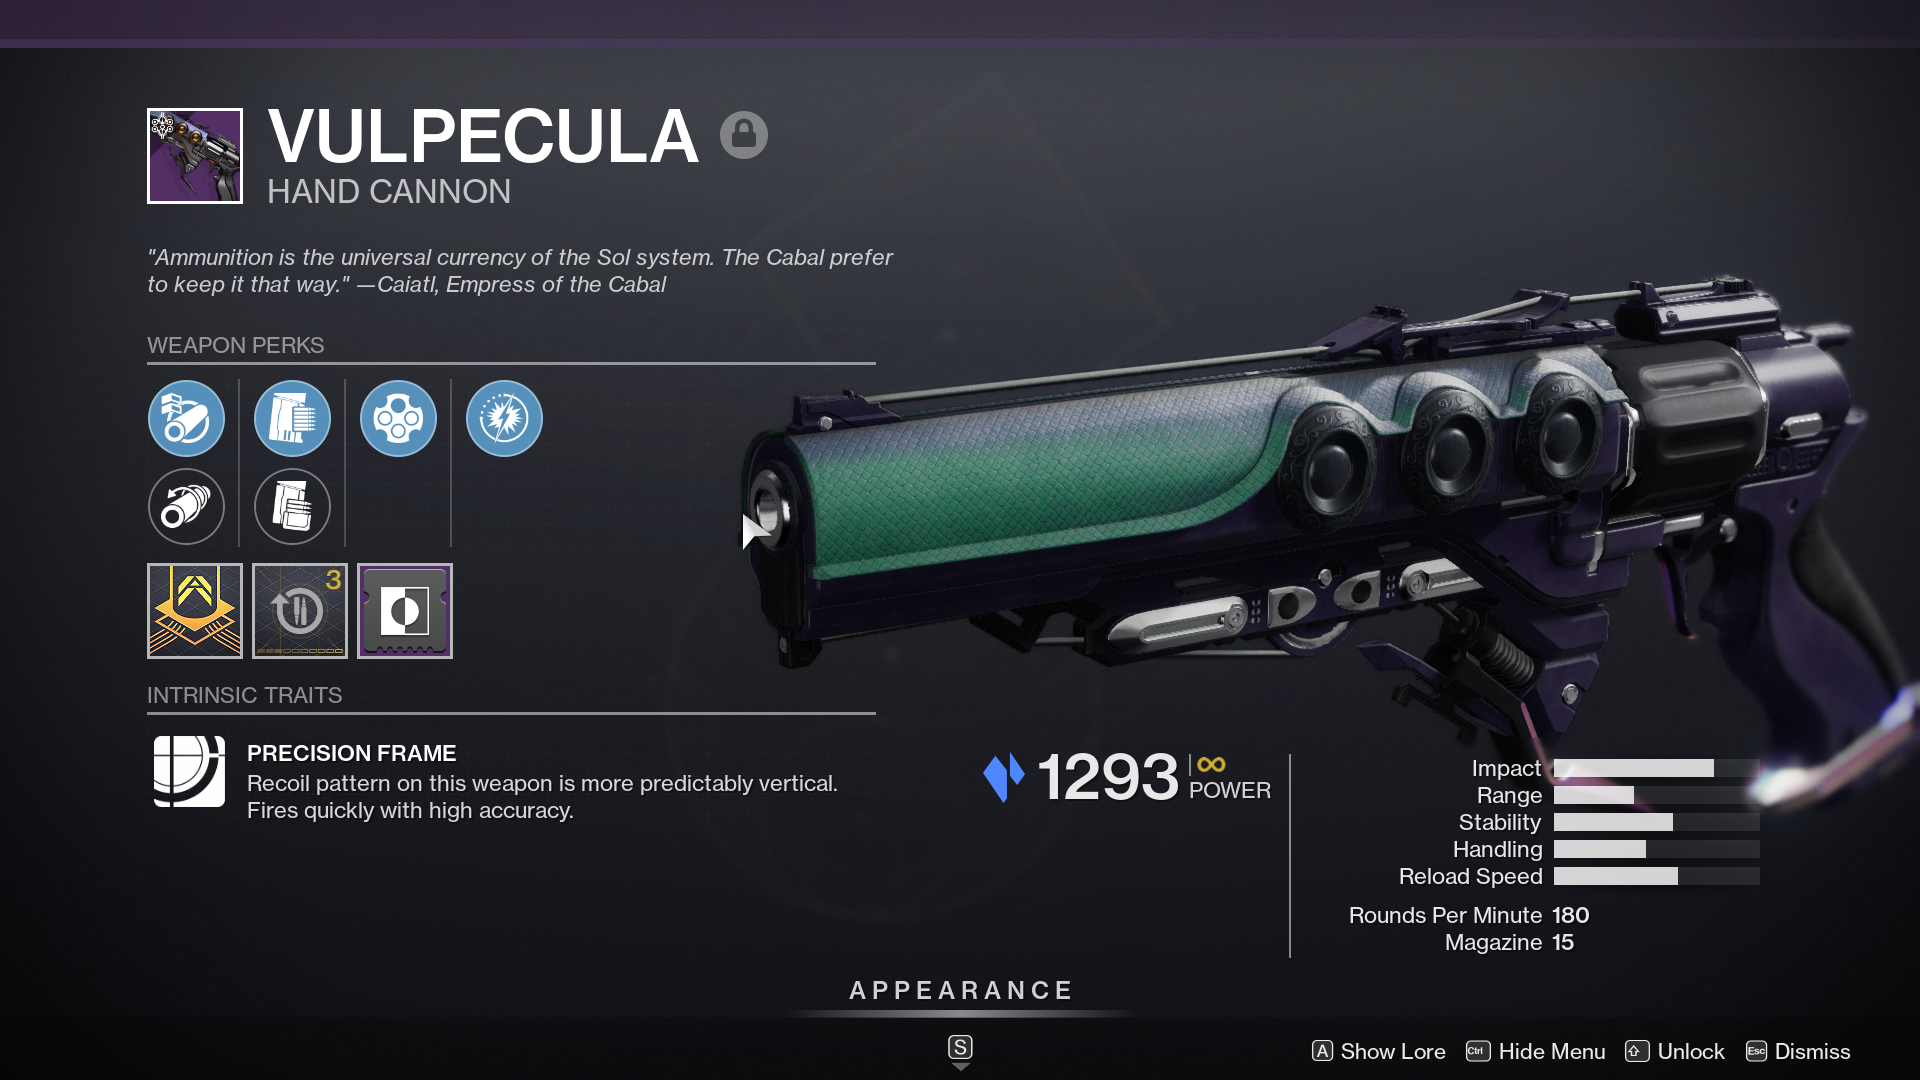 VULPECULA
HAND CANNON
"Ammunition is the universal currency of the Sol system. The Cabal prefer
to keep it that way." —Caiatl, Empress of the Cabal
WEAPON PERKS
3
INTRINSIC TRAITS
PRECISION FRAME
Recoil pattern on this weapon is more predictably vertical.
Fires quickly with high accuracy.
1293 | ∞
POWER
Impact
Range
Stability
Handling
Reload Speed
Rounds Per Minute 180
Magazine 15
APPEARANCE
S
A Show Lore Ctrl Hide Menu Unlock Esc Dismiss